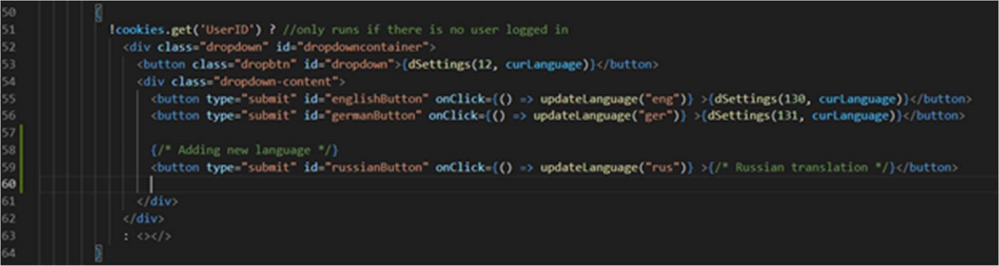 50 {
51 !cookies.get('UserID') ? //only runs if there is no user logged in
52 <div class="dropdown" id="dropdowncontainer">
53 <button class="dropbtn" id="dropdown">{dSettings(12, curLanguage)}</button>
54 <div class="dropdown-content">
55 <button type="submit" id="englishButton" onClick={() => updateLanguage("eng")} >{dSettings(130, curLanguage)}</button>
56 <button type="submit" id="germanButton" onClick={() => updateLanguage("ger")} >{dSettings(131, curLanguage)}</button>
57
58 {/* Adding new language */}
59 <button type="submit" id="russianButton" onClick={() => updateLanguage("rus")} >{/* Russian translation */}</button>
60
61 </div>
62 </div>
63 : <></>
64 }